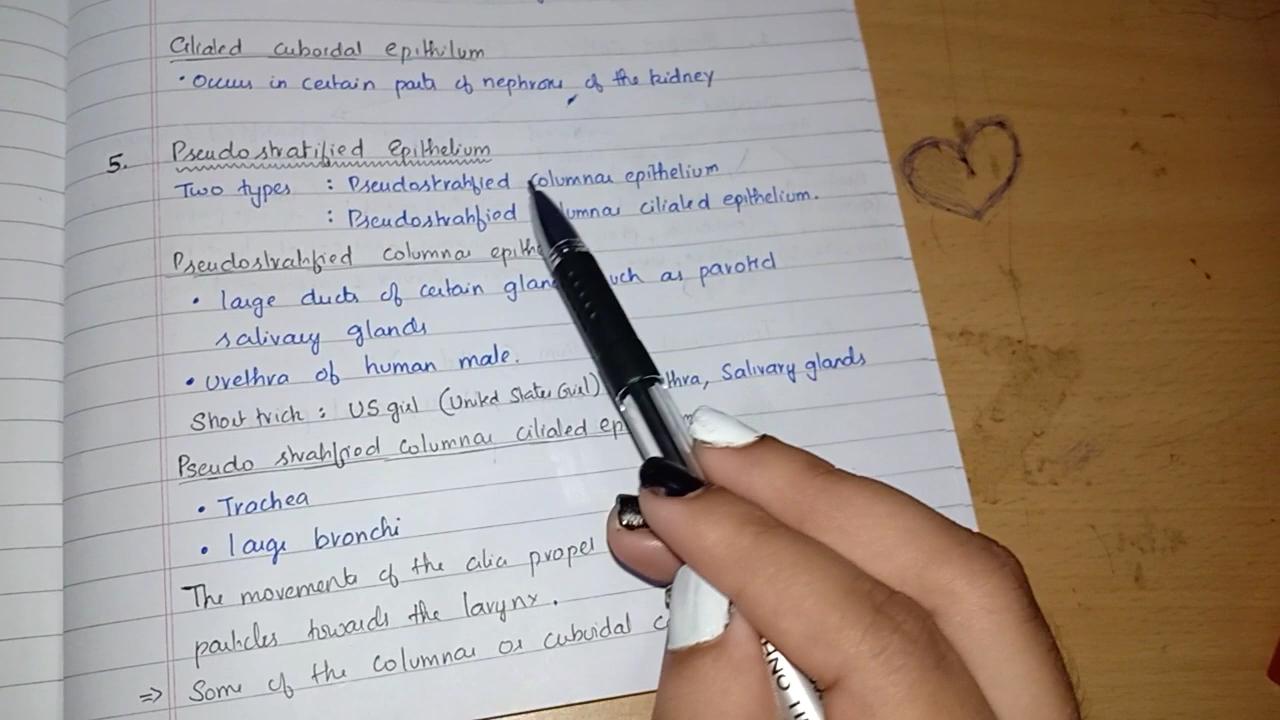 Ciliated cuboidal epithilum
• Occurs in certain parts of nephrons, of the kidney
5. Pseudostratified Epithelium
Two types : Pseudostratified columnar epithelium
: Pseudostratified columnar ciliated epithelium.
Pseudostratified columnar
• large ducts of certain such as parotid
salivary glands
• Urethra of human male.
Short trick : US girl (United States Girl) Salivary glands
Pseudo stratified columnar ciliated
• Trachea
• large bronchi
The movements of the cilia propel
particles towards the larynx.
⇒ Some of the columnar or cuboidal